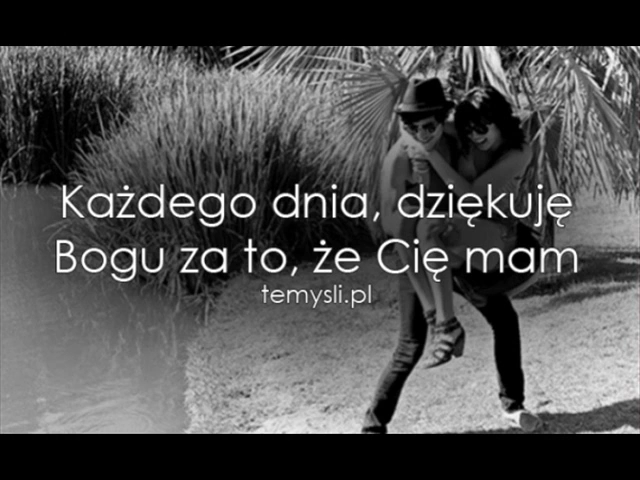 Każdego dnia, dziękuję
Bogu za to, że Cię mam
temysli.pl